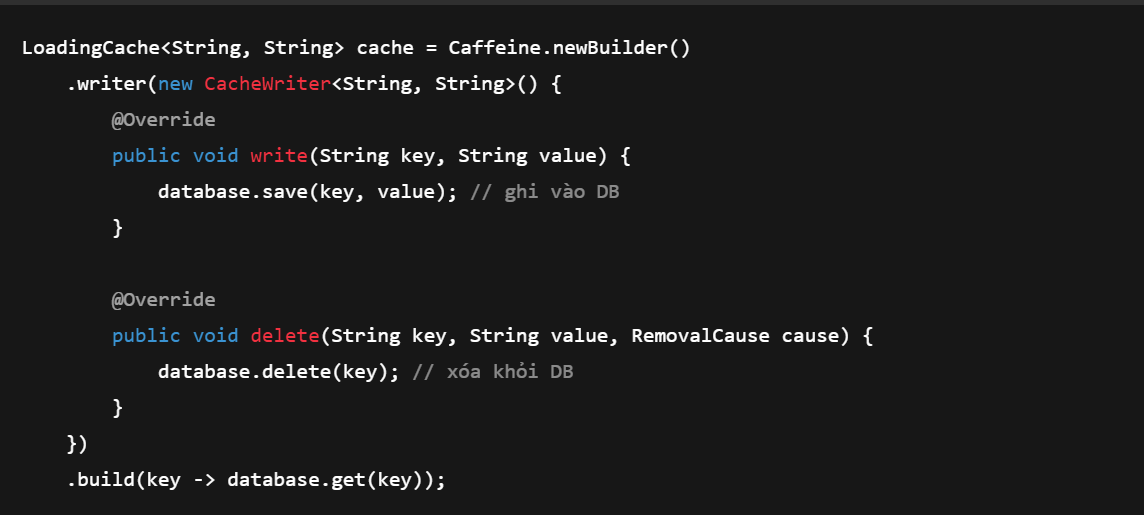 LoadingCache<String, String> cache = Caffeine.newBuilder()
    .writer(new CacheWriter<String, String>() {
        @Override
        public void write(String key, String value) {
            database.save(key, value); // ghi vào DB
        }

        @Override
        public void delete(String key, String value, RemovalCause cause) {
            database.delete(key); // xóa khỏi DB
        }
    })
    .build(key -> database.get(key));